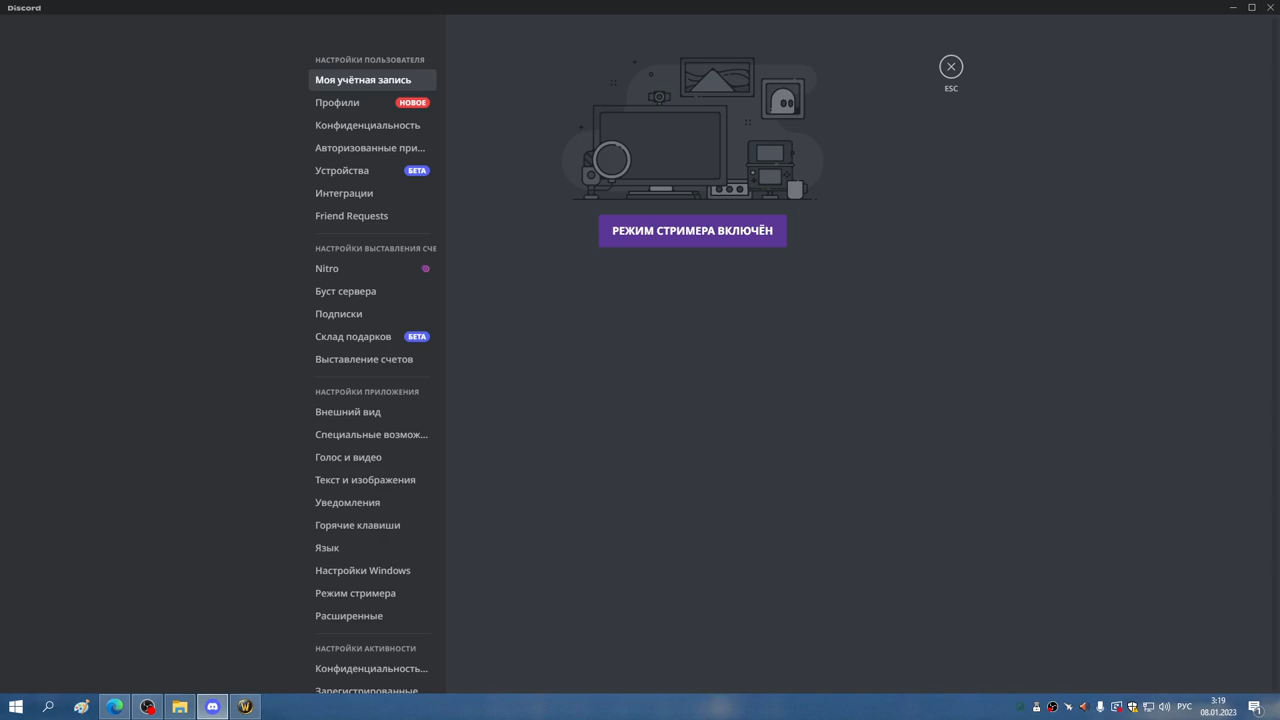 Discord
НАСТРОЙКИ ПОЛЬЗОВАТЕЛЯ
Моя учётная запись
Профили НОВОЕ
Конфиденциальность
Авторизованные при...
Устройства БЕТА
Интеграции
Friend Requests
НАСТРОЙКИ ВЫСТАВЛЕНИЯ СЧЕ
Nitro
Буст сервера
Подписки
Склад подарков БЕТА
Выставление счетов
НАСТРОЙКИ ПРИЛОЖЕНИЯ
Внешний вид
Специальные возмож...
Голос и видео
Текст и изображения
Уведомления
Горячие клавиши
Язык
Настройки Windows
Режим стримера
Расширенные
НАСТРОЙКИ АКТИВНОСТИ
Конфиденциальность...
Зарегистрированные
ESC
РЕЖИМ СТРИМЕРА ВКЛЮЧЁН
РУС
3:19
08.01.2023